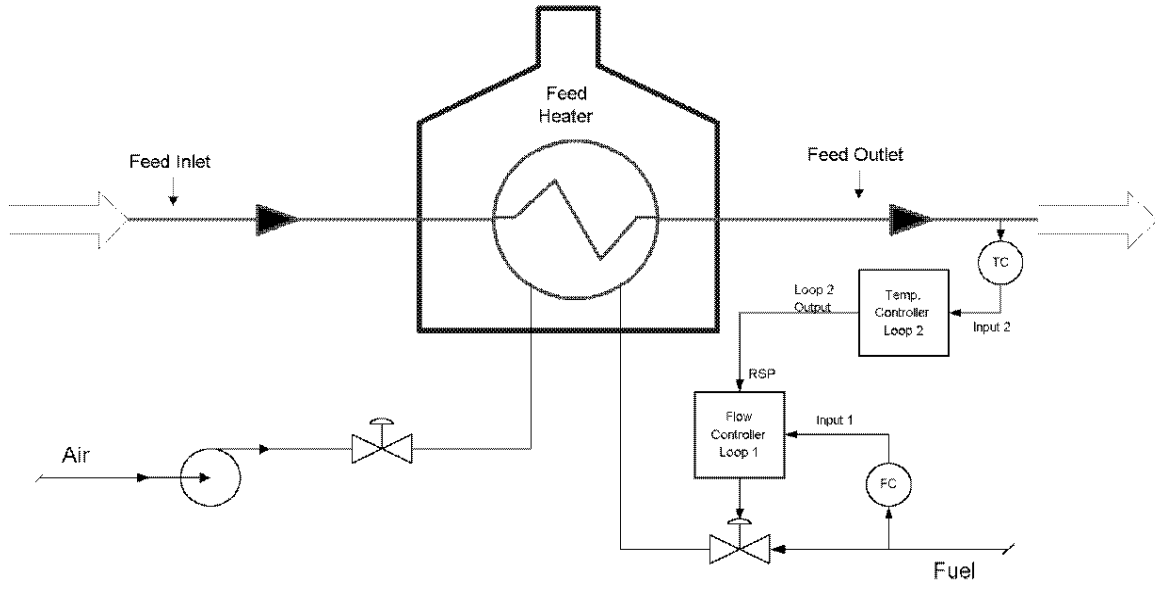 Feed
Heater
Feed Inlet
Feed Outlet
TC
Loop 2
Output
Temp.
Controller
Loop 2
Input 2
RSP
Flow
Controller
Loop 1
Input 1
Air
FC
Fuel